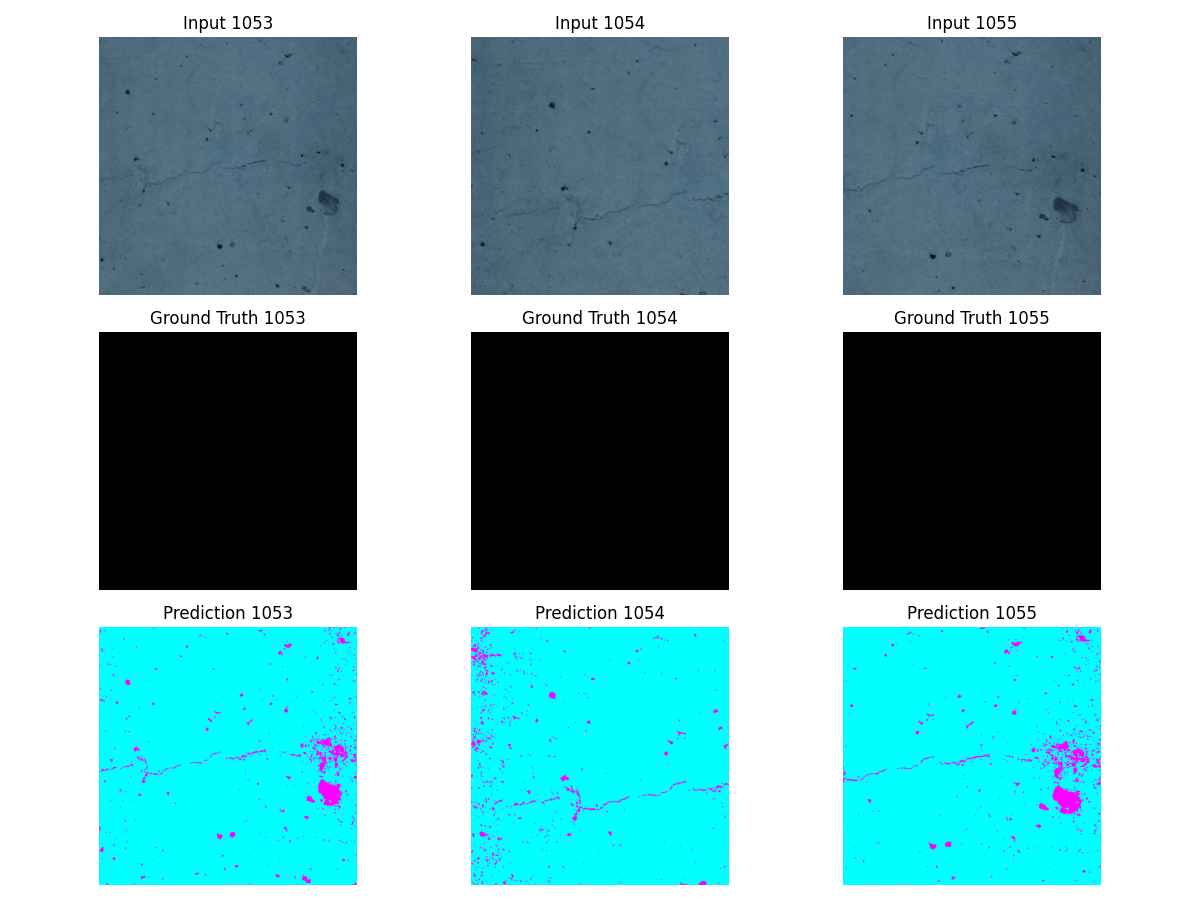 Input 1053
Input 1054
Input 1055
Ground Truth 1053
Ground Truth 1054
Ground Truth 1055
Prediction 1053
Prediction 1054
Prediction 1055